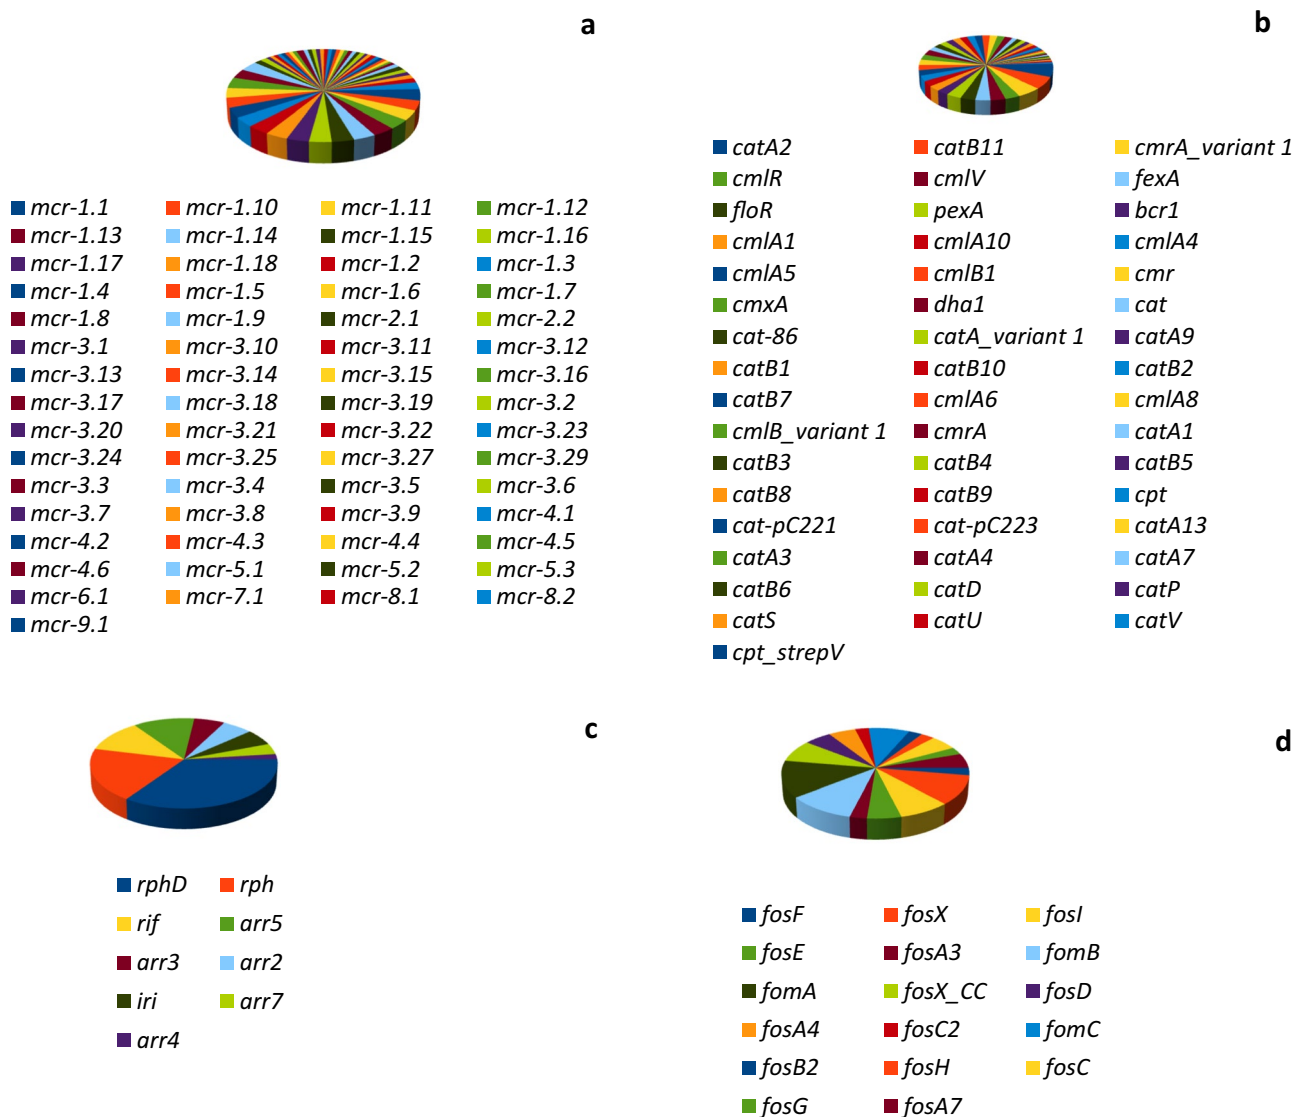 a
mcr-1.1 mcr-1.10 mcr-1.11 mcr-1.12
mcr-1.13 mcr-1.14 mcr-1.15 mcr-1.16
mcr-1.17 mcr-1.18 mcr-1.2 mcr-1.3
mcr-1.4 mcr-1.5 mcr-1.6 mcr-1.7
mcr-1.8 mcr-1.9 mcr-2.1 mcr-2.2
mcr-3.1 mcr-3.10 mcr-3.11 mcr-3.12
mcr-3.13 mcr-3.14 mcr-3.15 mcr-3.16
mcr-3.17 mcr-3.18 mcr-3.19 mcr-3.2
mcr-3.20 mcr-3.21 mcr-3.22 mcr-3.23
mcr-3.24 mcr-3.25 mcr-3.27 mcr-3.29
mcr-3.3 mcr-3.4 mcr-3.5 mcr-3.6
mcr-3.7 mcr-3.8 mcr-3.9 mcr-4.1
mcr-4.2 mcr-4.3 mcr-4.4 mcr-4.5
mcr-4.6 mcr-5.1 mcr-5.2 mcr-5.3
mcr-6.1 mcr-7.1 mcr-8.1 mcr-8.2
mcr-9.1
b
catA2 catB11 cmrA_variant 1
cmlR cmlV fexA
floR pexA bcr1
cmlA1 cmlA10 cmlA4
cmlA5 cmlB1 cmr
cmxA dha1 cat
cat-86 catA_variant 1 catA9
catB1 catB10 catB2
catB7 cmlA6 cmlA8
cmlB_variant 1 cmrA catA1
catB3 catB4 catB5
catB8 catB9 cpt
cat-pC221 cat-pC223 catA13
catA3 catA4 catA7
catB6 catD catP
catS catU catV
cpt_strepV
c
rphD rph
rif arr5
arr3 arr2
iri arr7
arr4
d
fosF fosX fosI
fosE fosA3 fomB
fomA fosX_CC fosD
fosA4 fosC2 fomC
fosB2 fosH fosC
fosG fosA7